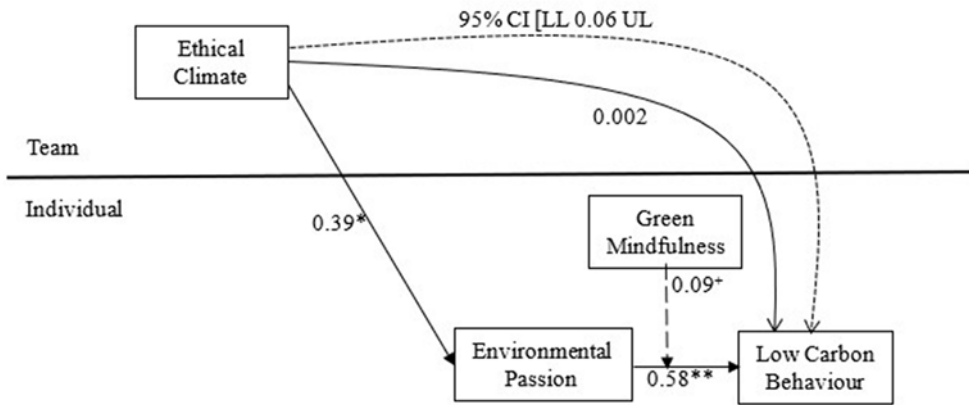 95% CI [LL 0.06 UL
Ethical
Climate
0.002
Team
Individual
0.39*
Green
Mindfulness
0.09⁺
Environmental
Passion
0.58**
Low Carbon
Behaviour